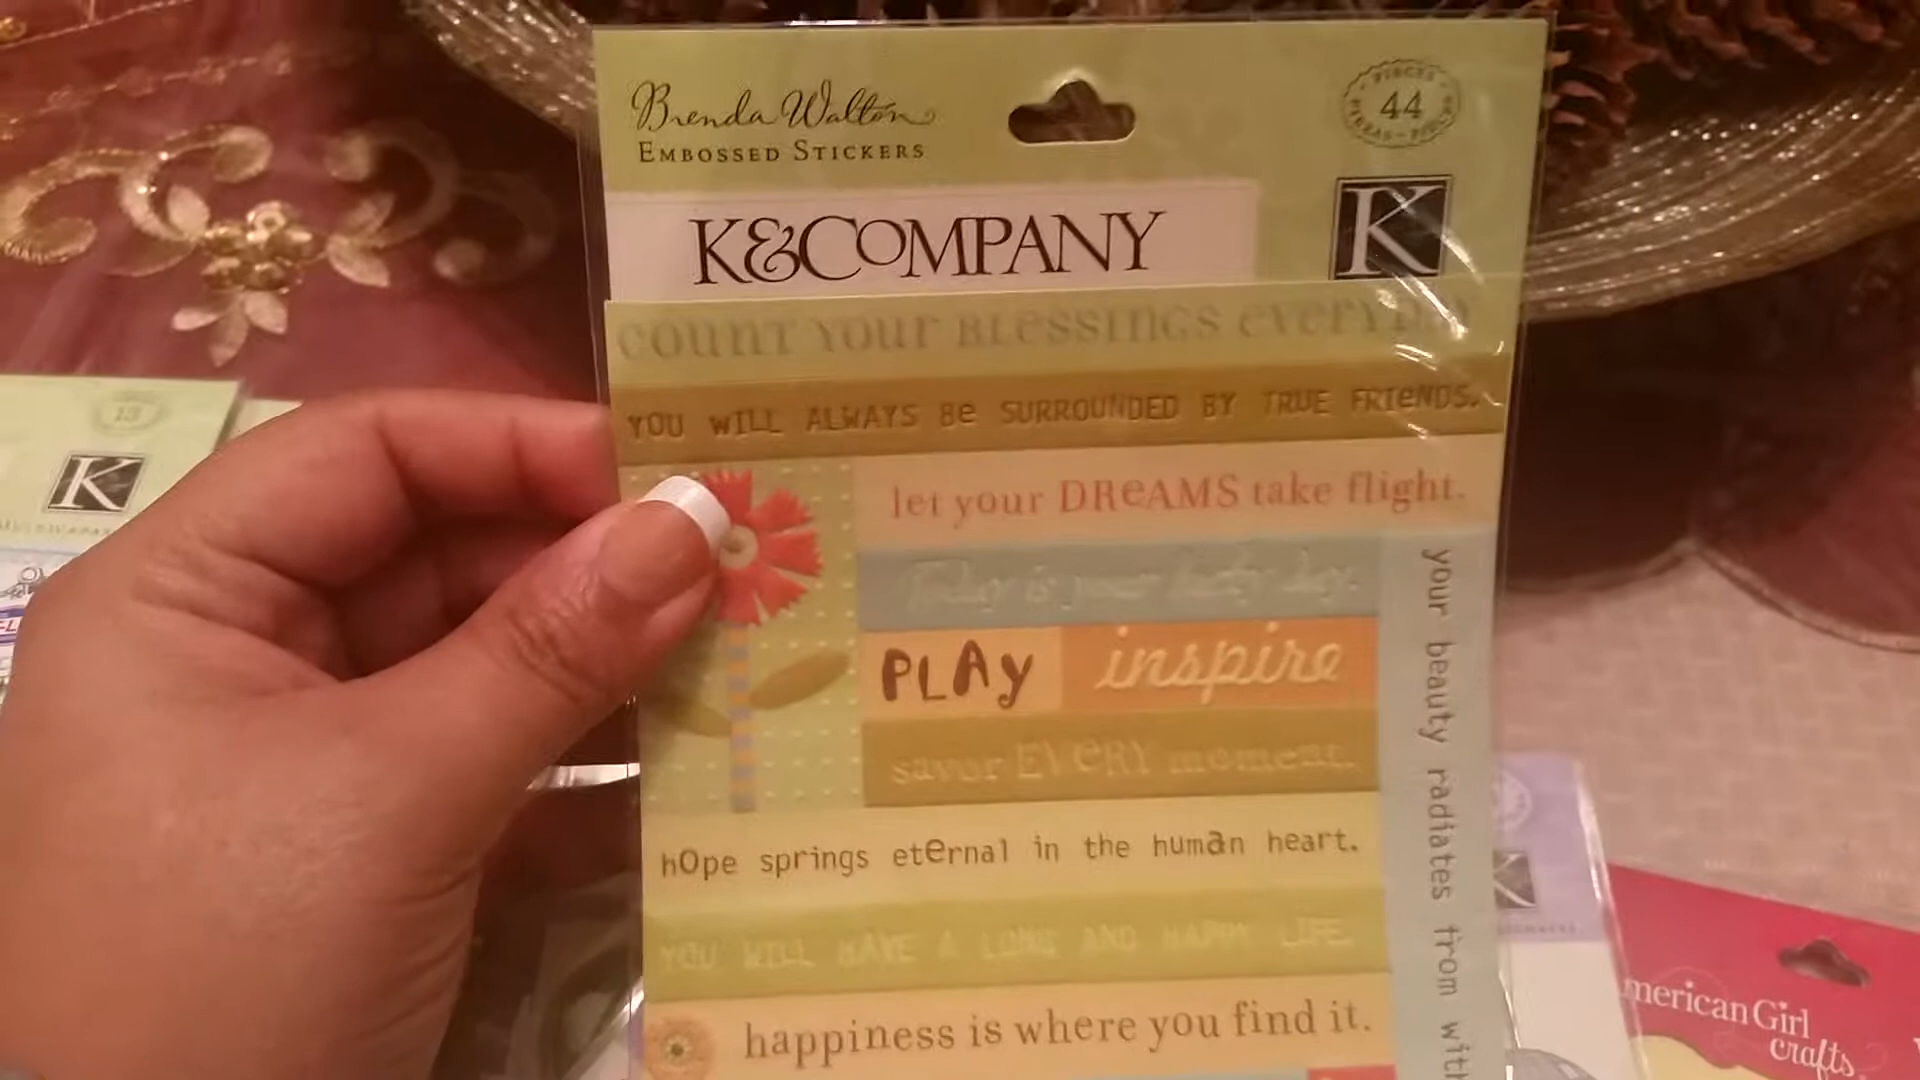 Brenda Walton
EMBOSSED STICKERS
PIECES
44
K&COMPANY
K
COUNT YOUR BLESSINGS EVERYDAY
YOU WILL ALWAYS Be SURROUNDED BY TRUE FRIeNDS.
let your DReAMS take flight.
Today is your lucky day.
PLAy
inspire
savor EVeRY moment.
hOpe springs eternal in the human heart.
YOU WILL HAVE A LONG AND HAPPY LIFE.
happiness is where you find it.
your beauty radiates from
13
K
K
merican Girl
crafts